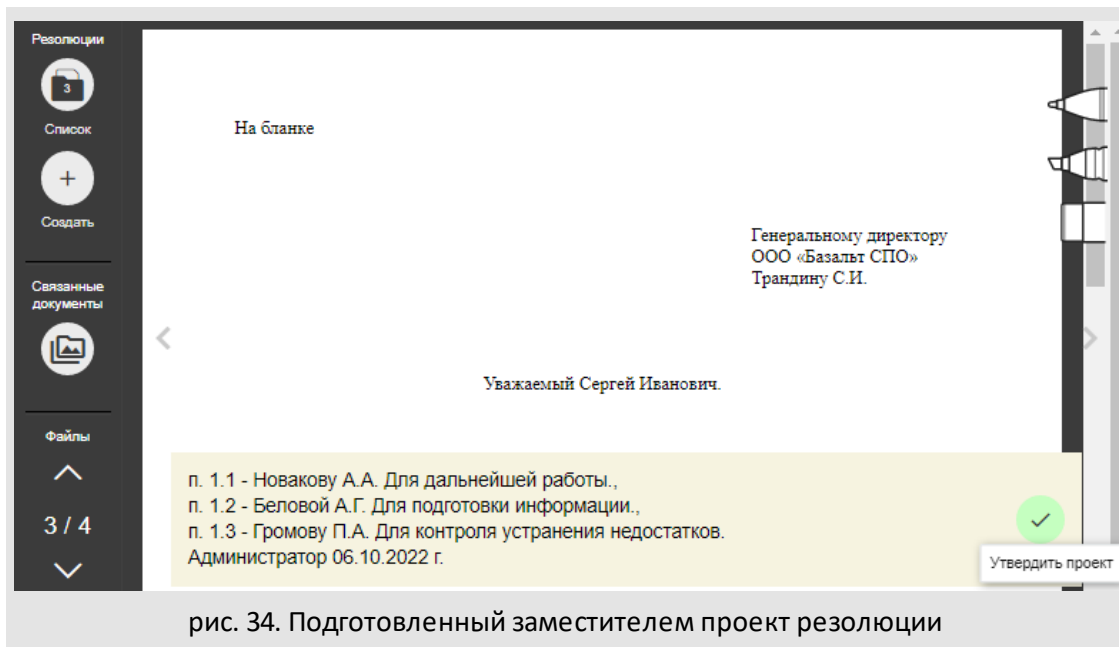 Резолюции
3
Список
+
Создать
Связанные
документы
Файлы
3 / 4
На бланке
Генеральному директору
ООО «Базальт СПО»
Трандину С.И.
Уважаемый Сергей Иванович.
п. 1.1 - Новакову А.А. Для дальнейшей работы.,
п. 1.2 - Беловой А.Г. Для подготовки информации.,
п. 1.3 - Громову П.А. Для контроля устранения недостатков.
Администратор 06.10.2022 г.
Утвердить проект
рис. 34. Подготовленный заместителем проект резолюции